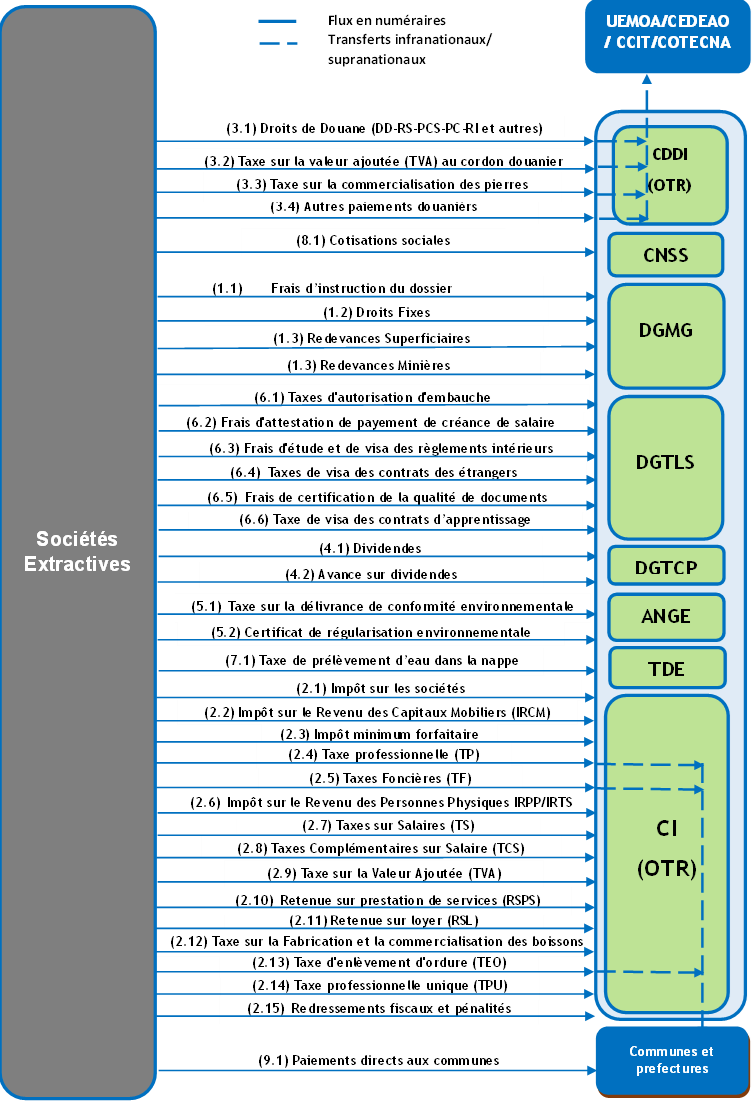 Flux en numéraires
Transferts infranationaux/
supranationaux
UEMOA/CEDEAO
/ CCIT/COTECNA
(3.1) Droits de Douane (DD-RS-PCS-PC-RI et autres)
(3.2) Taxe sur la valeur ajoutée (TVA) au cordon douanier
(3.3) Taxe sur la commercialisation des pierres
(3.4) Autres paiements douaniers
CDDI
(OTR)
(8.1) Cotisations sociales
CNSS
(1.1) Frais d'instruction du dossier
(1.2) Droits Fixes
(1.3) Redevances Superficiaires
(1.3) Redevances Minières
DGMG
(6.1) Taxes d'autorisation d'embauche
(6.2) Frais d'attestation de payement de créance de salaire
(6.3) Frais d'étude et de visa des règlements intérieurs
(6.4) Taxes de visa des contrats des étrangers
(6.5) Frais de certification de la qualité de documents
(6.6) Taxe de visa des contrats d'apprentissage
DGTLS
Sociétés
Extractives
(4.1) Dividendes
(4.2) Avance sur dividendes
DGTCP
(5.1) Taxe sur la délivrance de conformité environnementale
(5.2) Certificat de régularisation environnementale
ANGE
(7.1) Taxe de prélèvement d'eau dans la nappe
TDE
(2.1) Impôt sur les sociétés
(2.2) Impôt sur le Revenu des Capitaux Mobiliers (IRCM)
(2.3) Impôt minimum forfaitaire
(2.4) Taxe professionnelle (TP)
(2.5) Taxes Foncières (TF)
(2.6) Impôt sur le Revenu des Personnes Physiques IRPP/IRTS
(2.7) Taxes sur Salaires (TS)
(2.8) Taxes Complémentaires sur Salaire (TCS)
(2.9) Taxe sur la Valeur Ajoutée (TVA)
(2.10) Retenue sur prestation de services (RSPS)
(2.11) Retenue sur loyer (RSL)
(2.12) Taxe sur la Fabrication et la commercialisation des boissons
(2.13) Taxe d'enlèvement d'ordure (TEO)
(2.14) Taxe professionnelle unique (TPU)
(2.15) Redressements fiscaux et pénalités
CI
(OTR)
(9.1) Paiements directs aux communes
Communes et
prefectures